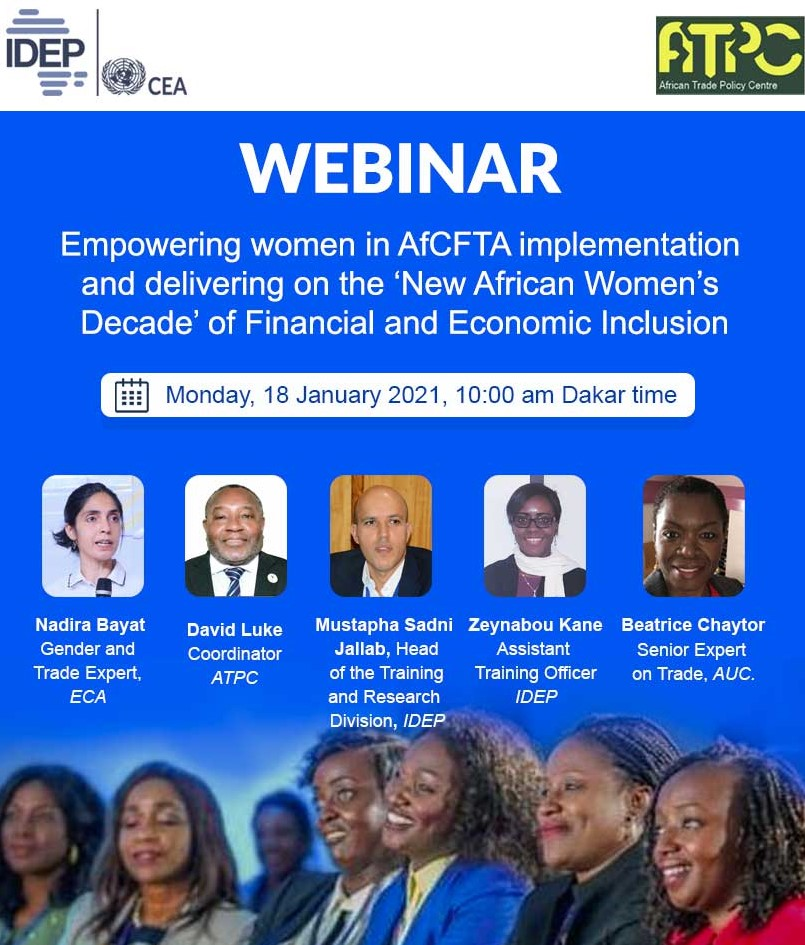 IDEP
CEA
ATPC
African Trade Policy Centre
WEBINAR
Empowering women in AfCFTA implementation
and delivering on the ‘New African Women’s
Decade’ of Financial and Economic Inclusion
Monday, 18 January 2021, 10:00 am Dakar time
Nadira Bayat
Gender and
Trade Expert,
ECA
David Luke
Coordinator
ATPC
Mustapha Sadni
Jallab, Head
of the Training
and Research
Division, IDEP
Zeynabou Kane
Assistant
Training Officer
IDEP
Beatrice Chaytor
Senior Expert
on Trade, AUC.